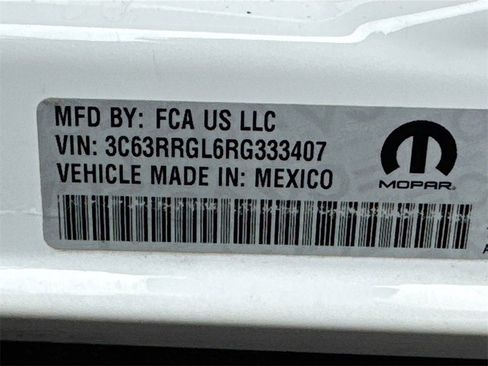 MFD BY: FCA US LLC
VIN: 3C63RRGL6RG333407
VEHICLE MADE IN: MEXICO
MOPAR